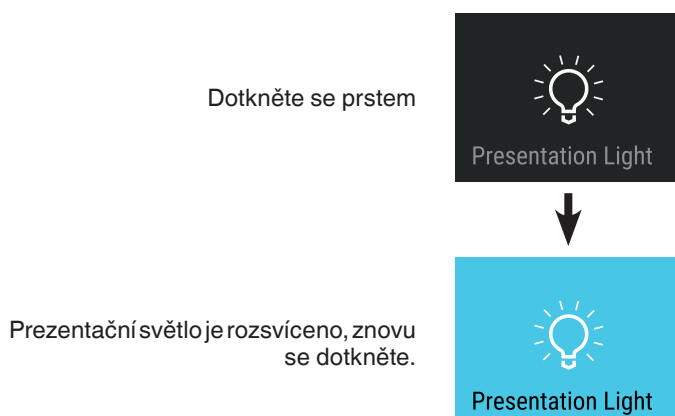 Dotkněte se prstem
Presentation Light
Prezentační světlo je rozsvíceno, znovu
se dotkněte.
Presentation Light